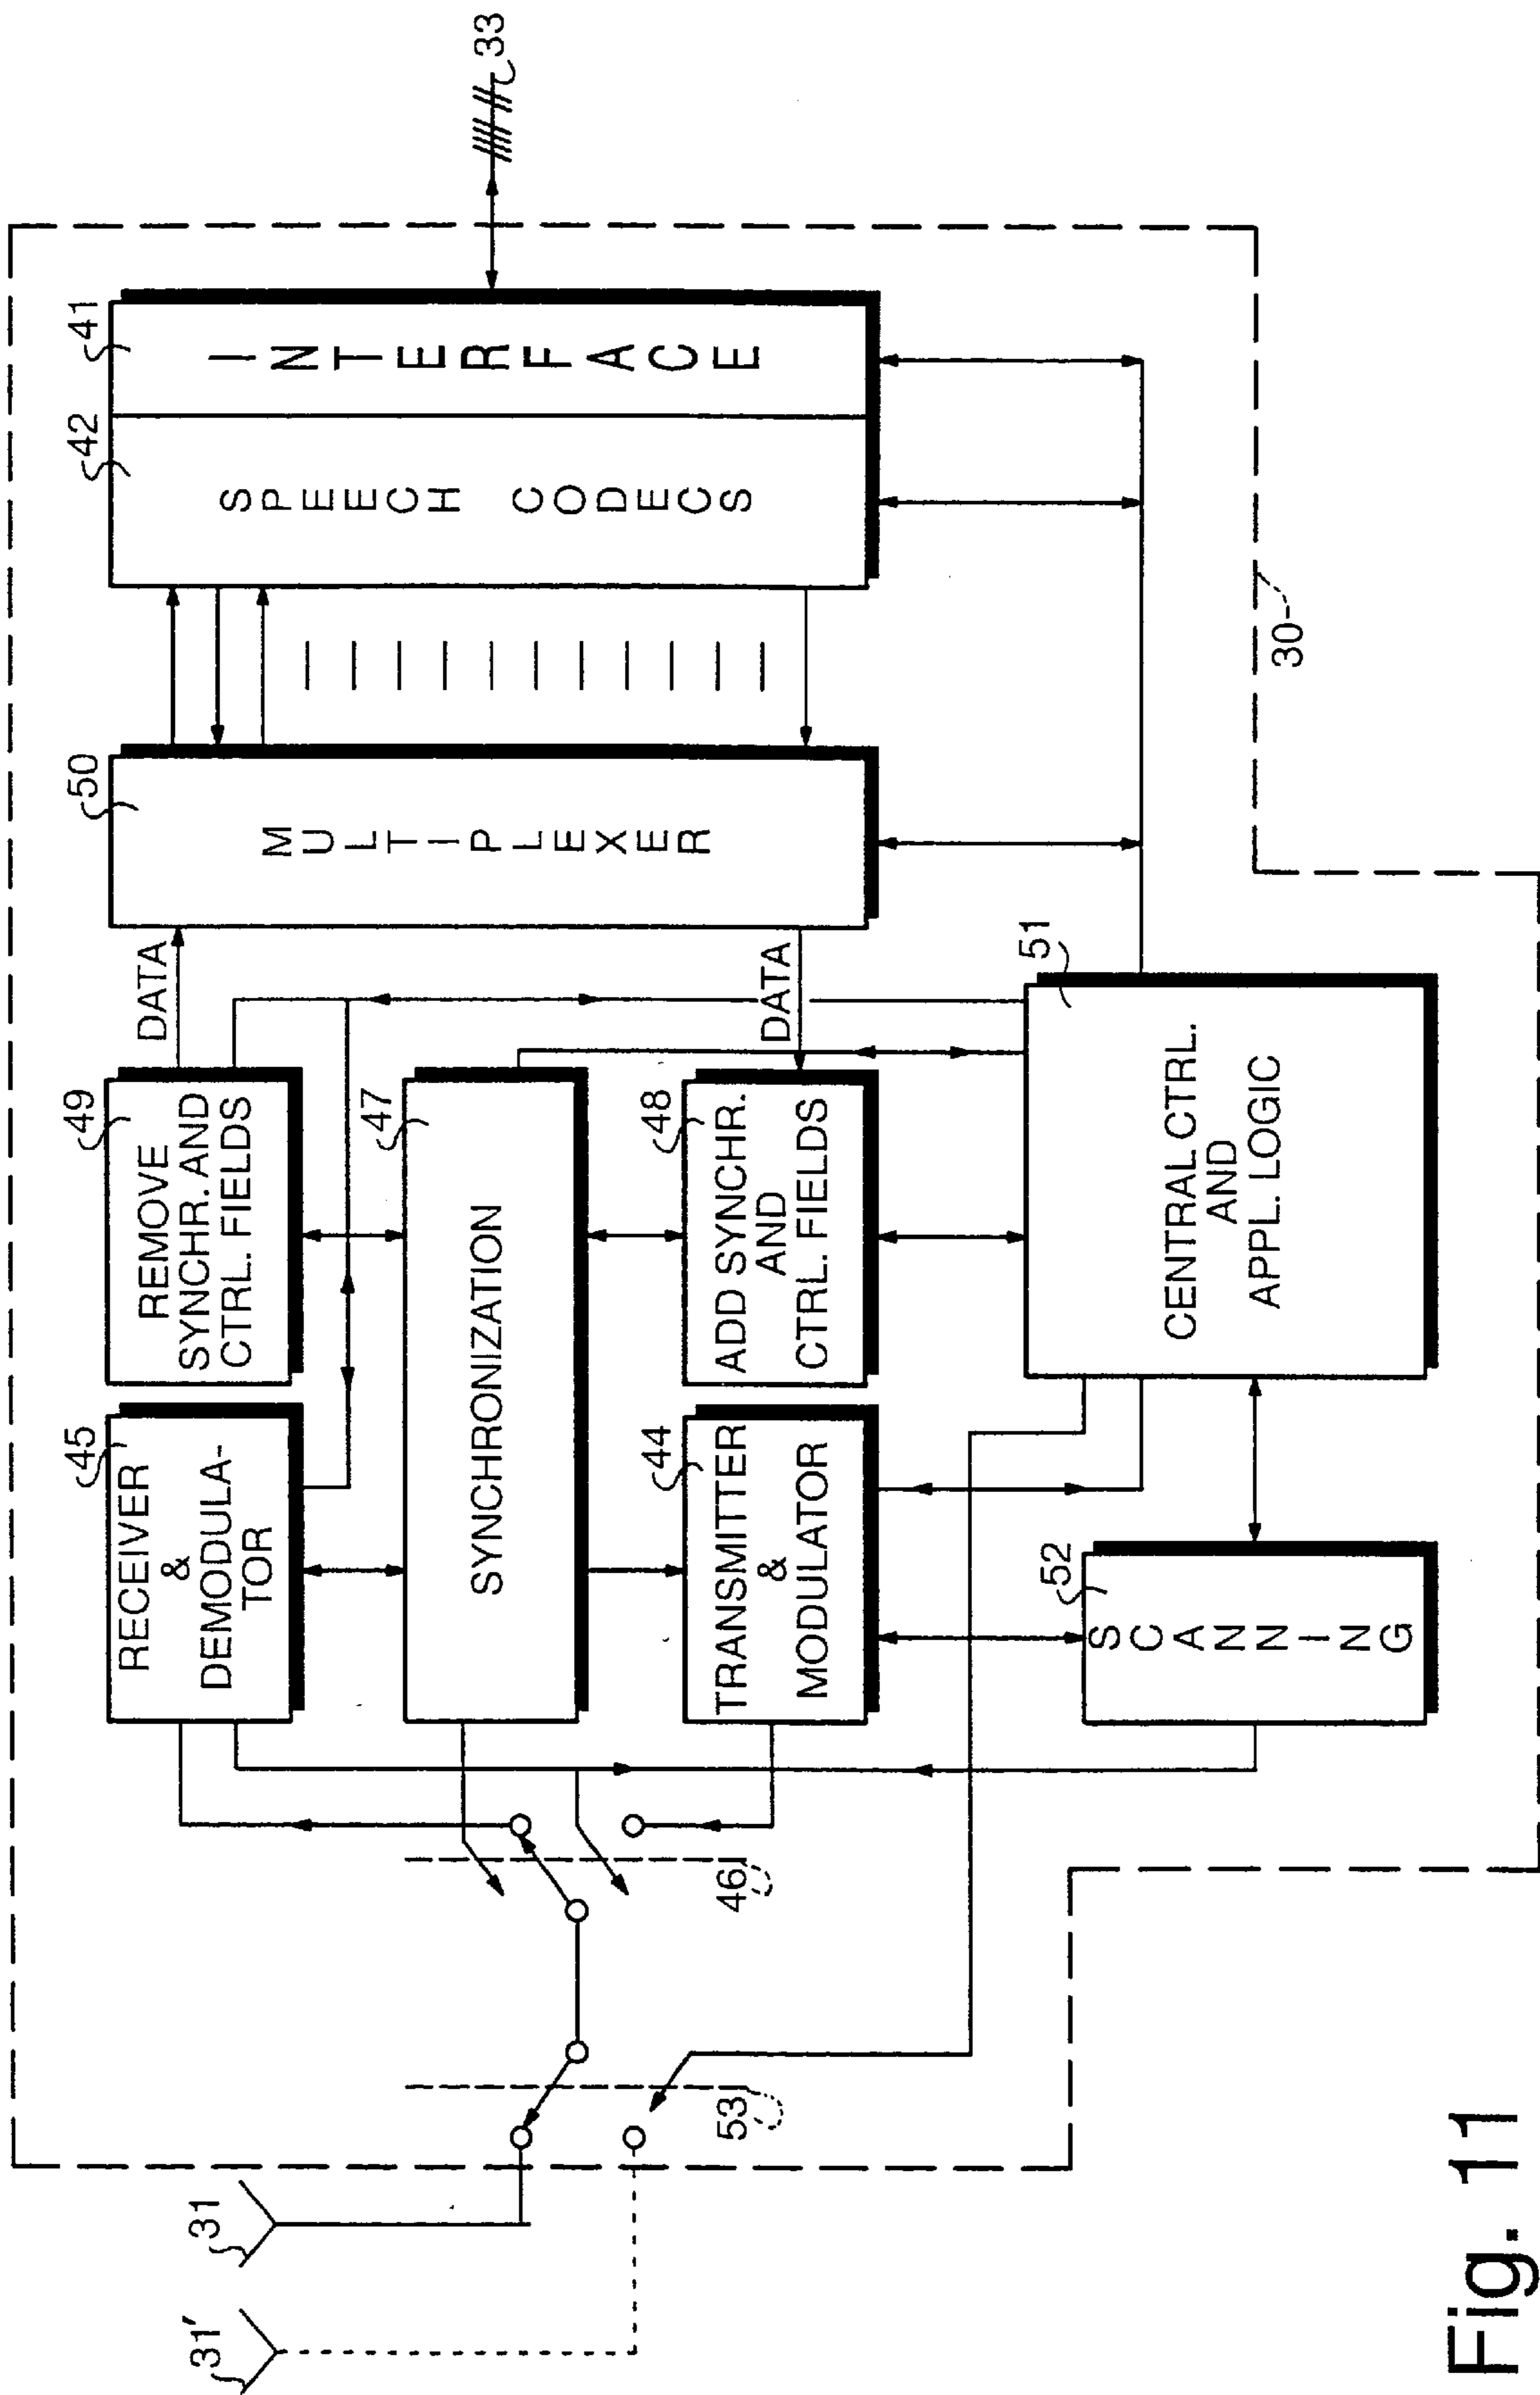 31'
31
53
46
45
RECEIVER
&
DEMODULA-
TOR
49
REMOVE
SYNCHR. AND
CTRL. FIELDS
DATA
50
MULTIPLEXER
42
SPEECH CODECS
41
INTERFACE
33
47
SYNCHRONIZATION
44
TRANSMITTER
&
MODULATOR
48
ADD SYNCHR.
AND
CTRL. FIELDS
DATA
52
SCANNING
51
CENTRAL CTRL.
AND
APPL. LOGIC
30
Fig. 11